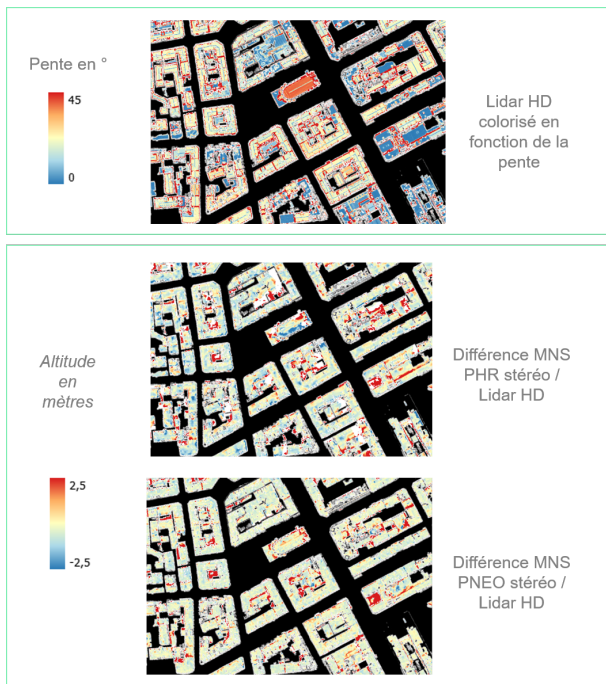 Pente en °
45
0
Lidar HD
colorisé en
fonction de la
pente
Altitude
en
mètres
2,5
-2,5
Différence MNS
PHR stéréo /
Lidar HD
Différence MNS
PNEO stéréo /
Lidar HD